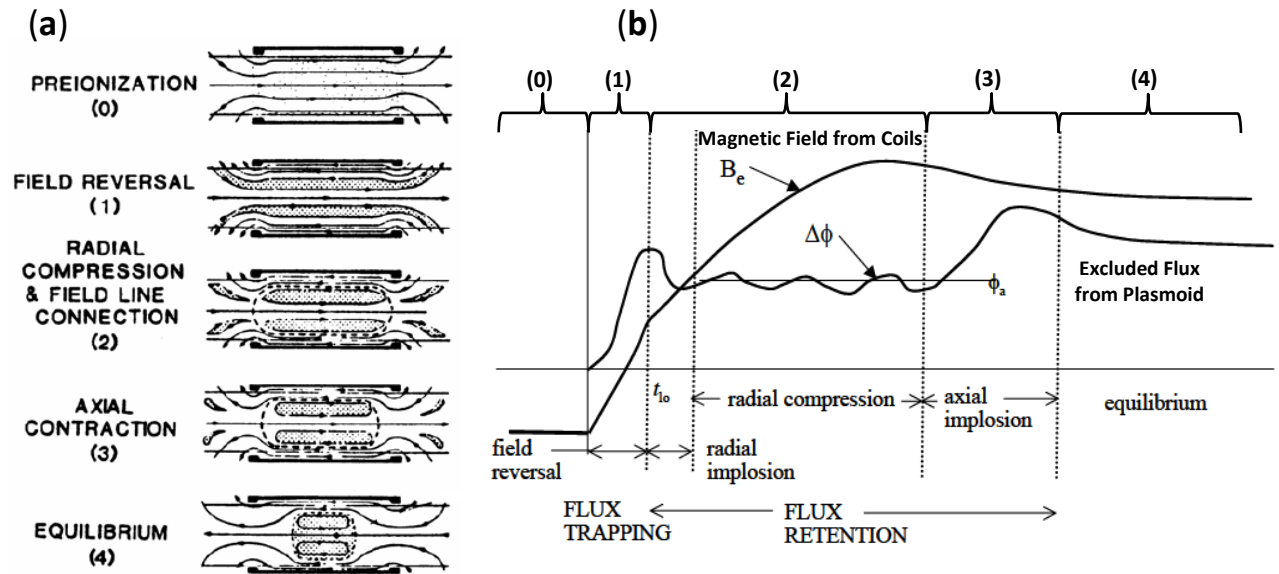 (a)
PREIONIZATION
(0)
FIELD REVERSAL
(1)
RADIAL
COMPRESSION
& FIELD LINE
CONNECTION
(2)
AXIAL
CONTRACTION
(3)
EQUILIBRIUM
(4)
(b)
(0) (1) (2) (3) (4)
Magnetic Field from Coils
Be
Δϕ
ϕa
Excluded Flux
from Plasmoid
tlo
radial compression
axial
implosion
equilibrium
field
reversal
radial
implosion
FLUX
TRAPPING
FLUX
RETENTION